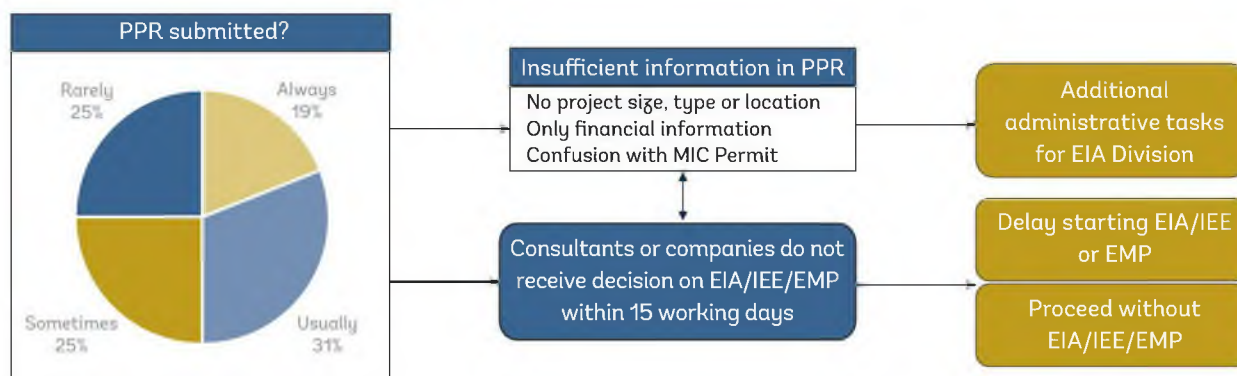 PPR submitted?
Rarely
25%
Always
19%
Sometimes
25%
Usually
31%
Insufficient information in PPR
No project size, type or location
Only financial information
Confusion with MIC Permit
Consultants or companies do not
receive decision on EIA/IEE/EMP
within 15 working days
Additional
administrative tasks
for EIA Division
Delay starting EIA/IEE
or EMP
Proceed without
EIA/IEE/EMP